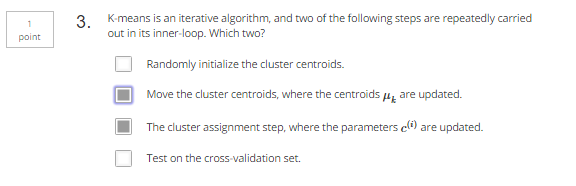 1
point
3. K-means is an iterative algorithm, and two of the following steps are repeatedly carried
out in its inner-loop. Which two?
Randomly initialize the cluster centroids.
Move the cluster centroids, where the centroids μₖ are updated.
The cluster assignment step, where the parameters c⁽ⁱ⁾ are updated.
Test on the cross-validation set.